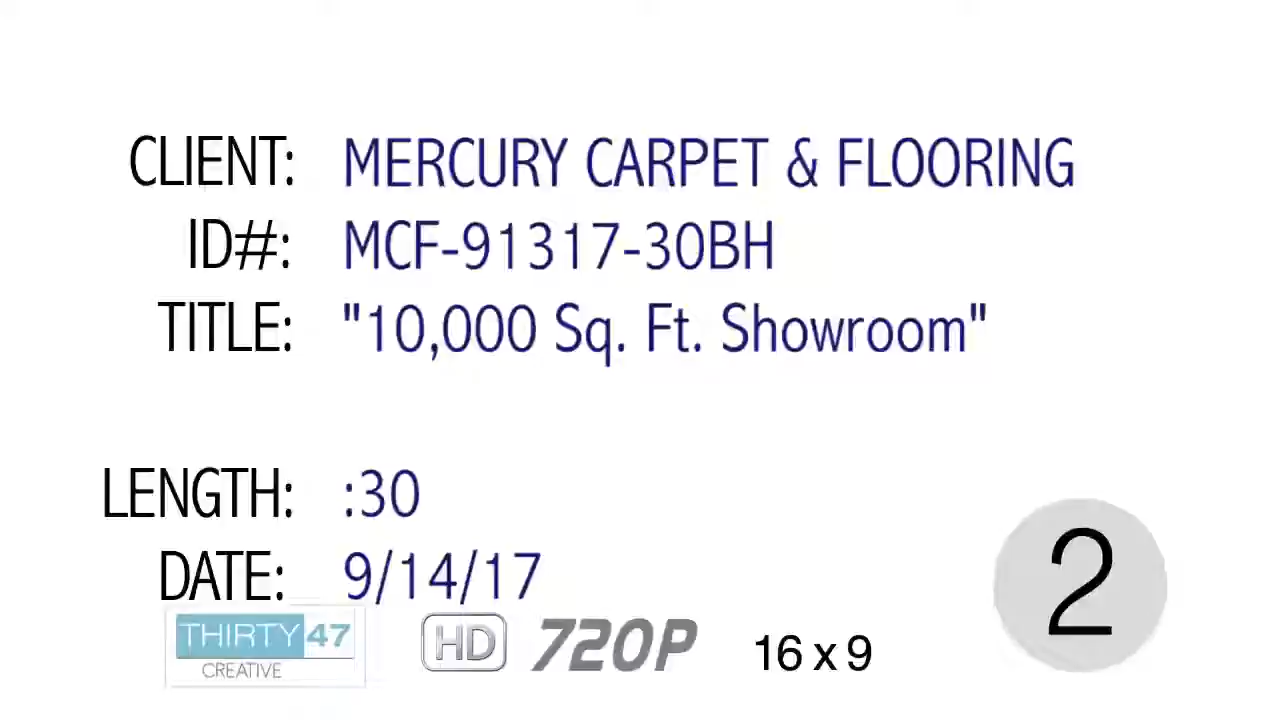 CLIENT: MERCURY CARPET & FLOORING
ID#: MCF-91317-30BH
TITLE: "10,000 Sq. Ft. Showroom"
LENGTH: :30
DATE: 9/14/17
THIRTY 47
CREATIVE
HD 720P 16 x 9
2